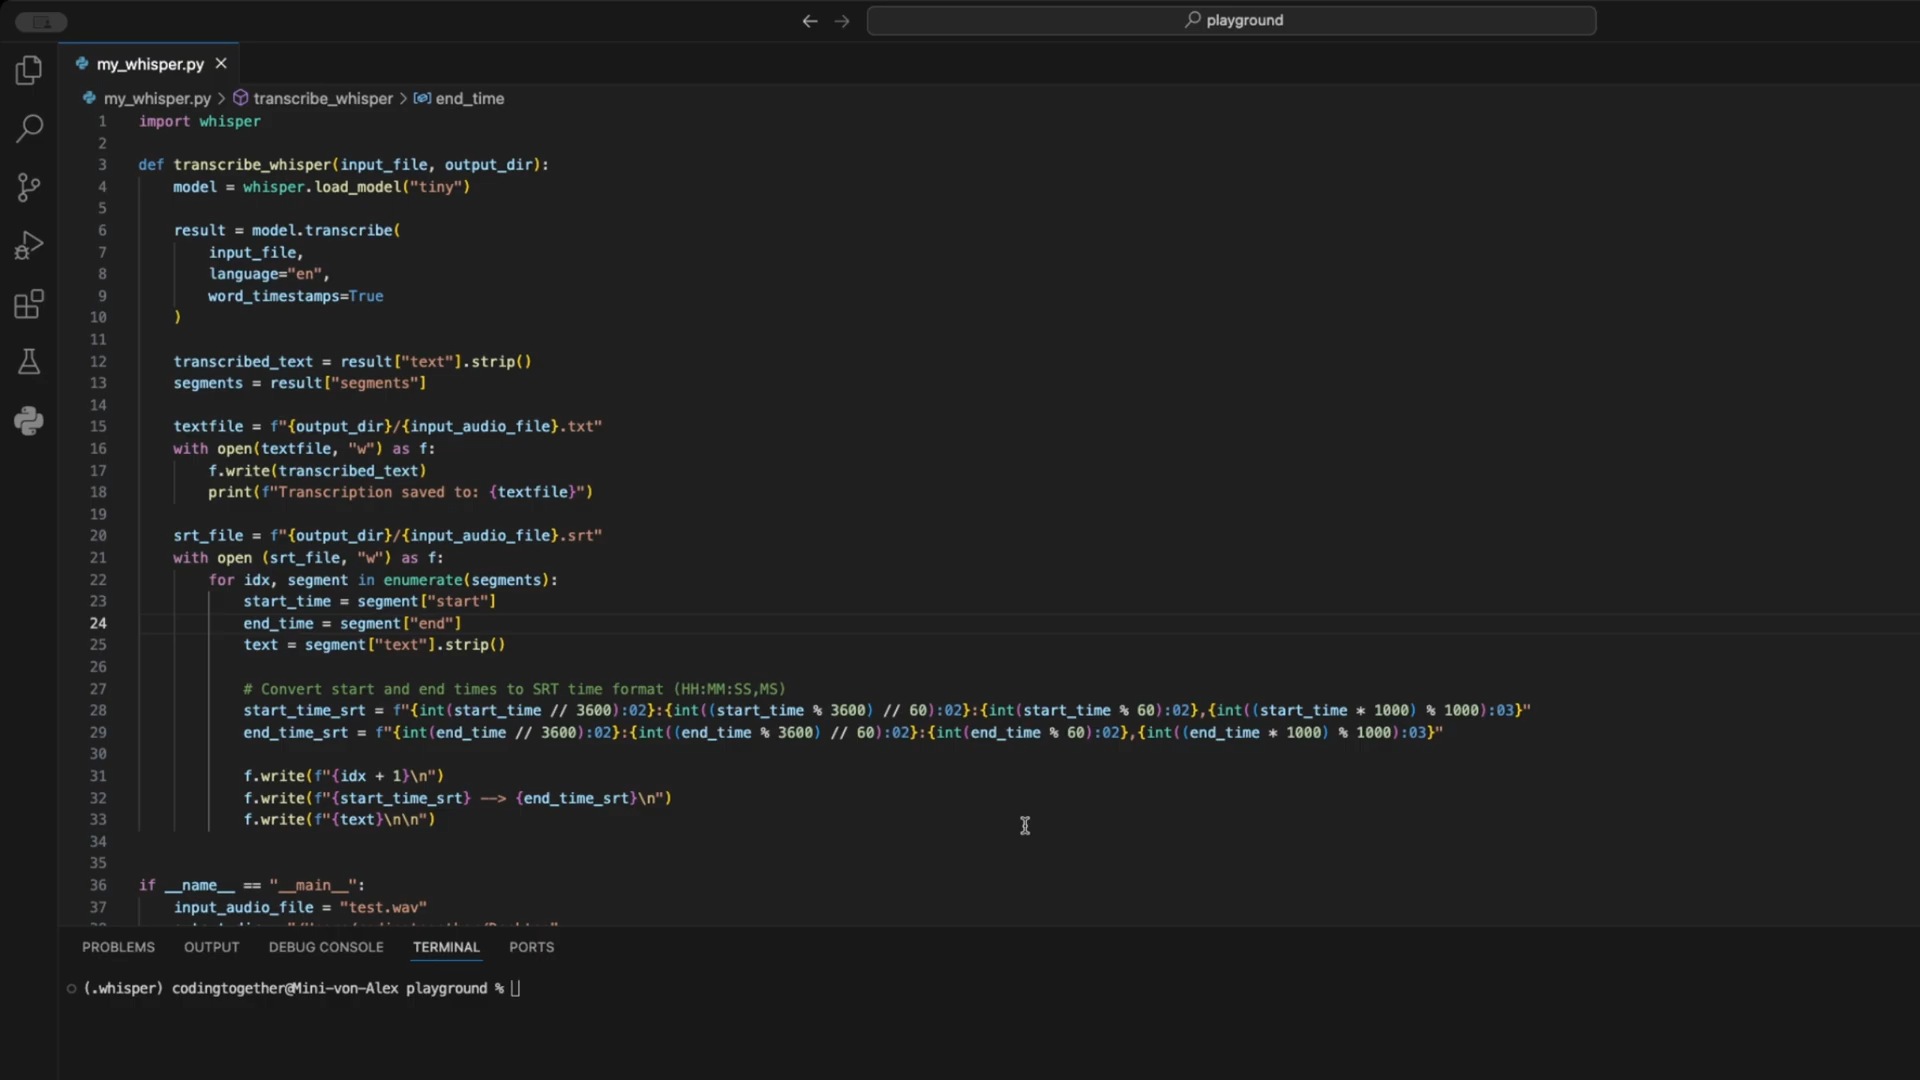 playground
my_whisper.py
my_whisper.py > transcribe_whisper > end_time
1 import whisper
2
3 def transcribe_whisper(input_file, output_dir):
4 model = whisper.load_model("tiny")
5
6 result = model.transcribe(
7 input_file,
8 language="en",
9 word_timestamps=True
10 )
11
12 transcribed_text = result["text"].strip()
13 segments = result["segments"]
14
15 textfile = f"{output_dir}/{input_audio_file}.txt"
16 with open(textfile, "w") as f:
17 f.write(transcribed_text)
18 print(f"Transcription saved to: {textfile}")
19
20 srt_file = f"{output_dir}/{input_audio_file}.srt"
21 with open (srt_file, "w") as f:
22 for idx, segment in enumerate(segments):
23 start_time = segment["start"]
24 end_time = segment["end"]
25 text = segment["text"].strip()
26
27 # Convert start and end times to SRT time format (HH:MM:SS,MS)
28 start_time_srt = f"{int(start_time // 3600):02}:{int((start_time % 3600) // 60):02}:{int(start_time % 60):02},{int((start_time * 1000) % 1000):03}"
29 end_time_srt = f"{int(end_time // 3600):02}:{int((end_time % 3600) // 60):02}:{int(end_time % 60):02},{int((end_time * 1000) % 1000):03}"
30
31 f.write(f"{idx + 1}\n")
32 f.write(f"{start_time_srt} --> {end_time_srt}\n")
33 f.write(f"{text}\n\n")
34
35
36 if __name__ == "__main__":
37 input_audio_file = "test.wav"
PROBLEMS OUTPUT DEBUG CONSOLE TERMINAL PORTS
(.whisper) codingtogether@Mini-von-Alex playground %